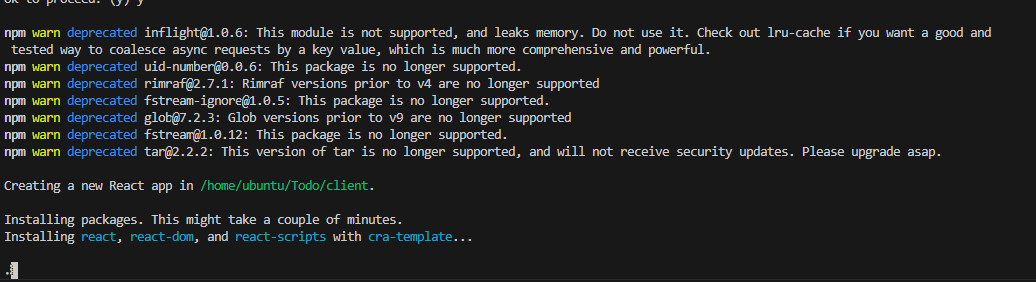 ok to proceed? (y) y
npm warn deprecated inflight@1.0.6: This module is not supported, and leaks memory. Do not use it. Check out lru-cache if you want a good and
tested way to coalesce async requests by a key value, which is much more comprehensive and powerful.
npm warn deprecated uid-number@0.0.6: This package is no longer supported.
npm warn deprecated rimraf@2.7.1: Rimraf versions prior to v4 are no longer supported
npm warn deprecated fstream-ignore@1.0.5: This package is no longer supported.
npm warn deprecated glob@7.2.3: Glob versions prior to v9 are no longer supported
npm warn deprecated fstream@1.0.12: This package is no longer supported.
npm warn deprecated tar@2.2.2: This version of tar is no longer supported, and will not receive security updates. Please upgrade asap.
Creating a new React app in /home/ubuntu/Todo/client.
Installing packages. This might take a couple of minutes.
Installing react, react-dom, and react-scripts with cra-template...